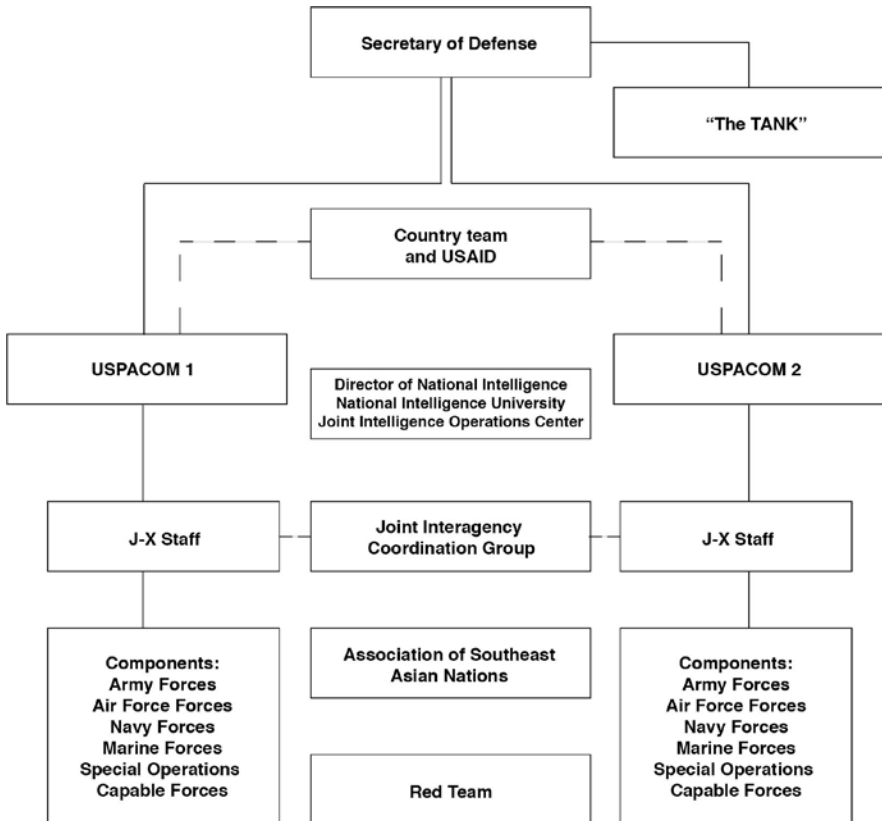 Secretary of Defense
“The TANK”
Country team
and USAID
USPACOM 1
USPACOM 2
Director of National Intelligence
National Intelligence University
Joint Intelligence Operations Center
J-X Staff
Joint Interagency
Coordination Group
J-X Staff
Components:
Army Forces
Air Force Forces
Navy Forces
Marine Forces
Special Operations
Capable Forces
Association of Southeast
Asian Nations
Red Team
Components:
Army Forces
Air Force Forces
Navy Forces
Marine Forces
Special Operations
Capable Forces